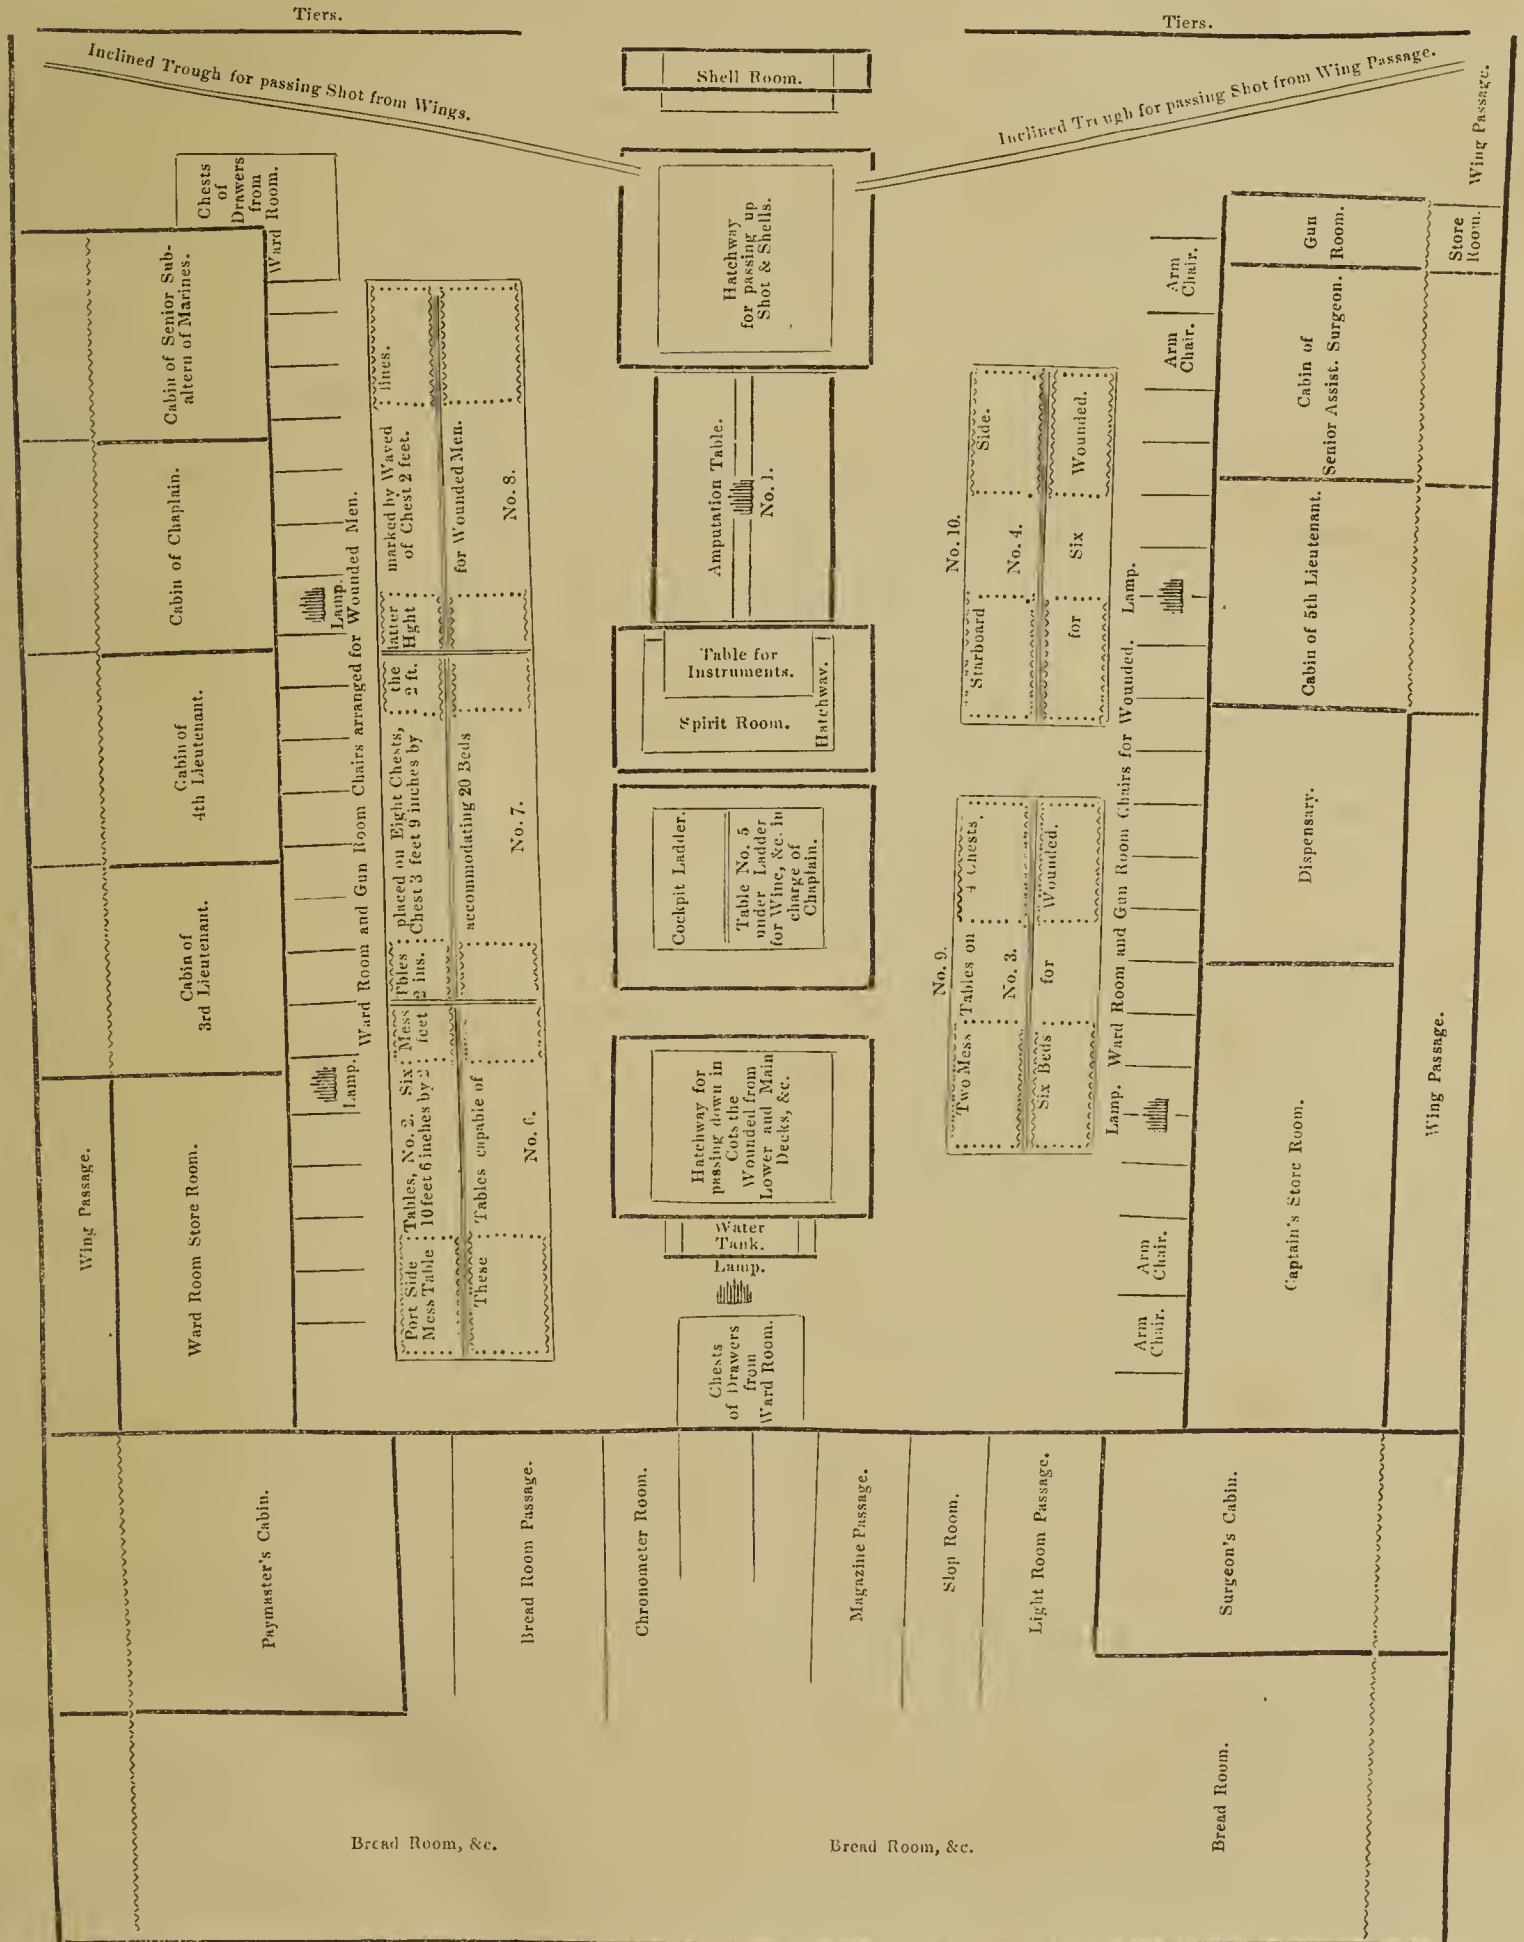 Tiers.
Tiers.
Inclined Trough for passing Shot from Wings.
Shell Room.
Inclined Trough for passing Shot from Wing Passage.
Wing Passage.
Chests
of
Drawers
from
Ward Room.
Hatchway
for passing up
Shot & Shells.
Gun
Room.
Store
Room.
Arm
Chair.
Arm
Chair.
Cabin of Senior Sub-
altern of Marines.
Cabin of Chaplain.
Cabin of
4th Lieutenant.
Cabin of
3rd Lieutenant.
Ward Room Store Room.
Wing Passage.
Lamp.
Lamp.
Ward Room and Gun Room Chairs arranged for Wounded Men.
Port Side Tables, No. 2. Six Mess Tbles placed on Eight Chests, the latter marked by Waved lines.
Mess Table 10 feet 6 inches by 2 feet 2 ins. Chest 3 feet 9 inches by 2 ft. Hght of Chest 2 feet.
These Tables capable of accommodating 20 Beds for Wounded Men.
No. 6.
No. 7.
No. 8.
Amputation Table.
No. 1.
Table for
Instruments.
Spirit Room.
Hatchway.
Cockpit Ladder.
Table No. 5
under Ladder
for Wine, &c. in
charge of
Chaplain.
Hatchway for
passing down in
Cots the
Wounded from
Lower and Main
Decks, &c.
Water
Tank.
Lamp.
Chests
of Drawers
from
Ward Room.
No. 10.
Starboard Side.
No. 4.
for Six Wounded.
No. 9.
Two Mess Tables on 4 Chests.
No. 3.
Six Beds for Wounded.
Lamp.
Lamp.
Ward Room and Gun Room Chairs for Wounded.
Arm
Chair.
Arm
Chair.
Cabin of
Senior Assist. Surgeon.
Cabin of 5th Lieutenant.
Dispensary.
Captain's Store Room.
Wing Passage.
Paymaster's Cabin.
Bread Room Passage.
Chronometer Room.
Magazine Passage.
Slop Room.
Light Room Passage.
Surgeon's Cabin.
Bread Room, &c.
Bread Room, &c.
Bread Room.